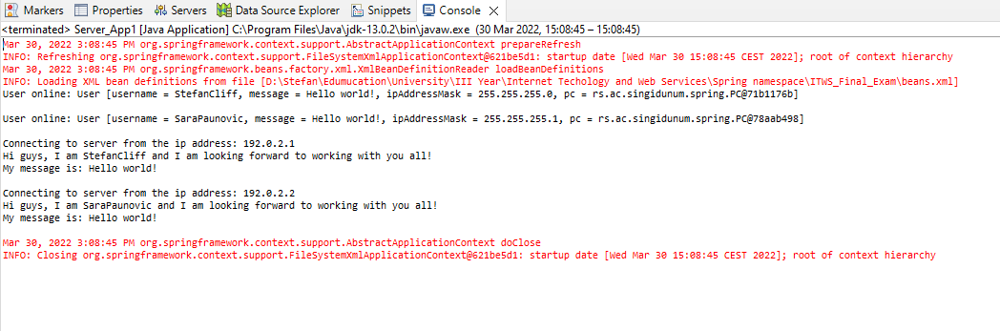 Markers Properties Servers Data Source Explorer Snippets Console
<terminated> Server_App1 [Java Application] C:\Program Files\Java\jdk-13.0.2\bin\javaw.exe (30 Mar 2022, 15:08:45 – 15:08:45)
Mar 30, 2022 3:08:45 PM org.springframework.context.support.AbstractApplicationContext prepareRefresh
INFO: Refreshing org.springframework.context.support.FileSystemXmlApplicationContext@621be5d1: startup date [Wed Mar 30 15:08:45 CEST 2022]; root of context hierarchy
Mar 30, 2022 3:08:45 PM org.springframework.beans.factory.xml.XmlBeanDefinitionReader loadBeanDefinitions
INFO: Loading XML bean definitions from file [D:\Stefan\Edumucation\University\III Year\Internet Techology and Web Services\Spring namespace\ITWS_Final_Exam\beans.xml]
User online: User [username = StefanCliff, message = Hello world!, ipAddressMask = 255.255.255.0, pc = rs.ac.singidunum.spring.PC@71b1176b]
User online: User [username = SaraPaunovic, message = Hello world!, ipAddressMask = 255.255.255.1, pc = rs.ac.singidunum.spring.PC@78aab498]
Connecting to server from the ip address: 192.0.2.1
Hi guys, I am StefanCliff and I am looking forward to working with you all!
My message is: Hello world!
Connecting to server from the ip address: 192.0.2.2
Hi guys, I am SaraPaunovic and I am looking forward to working with you all!
My message is: Hello world!
Mar 30, 2022 3:08:45 PM org.springframework.context.support.AbstractApplicationContext doClose
INFO: Closing org.springframework.context.support.FileSystemXmlApplicationContext@621be5d1: startup date [Wed Mar 30 15:08:45 CEST 2022]; root of context hierarchy